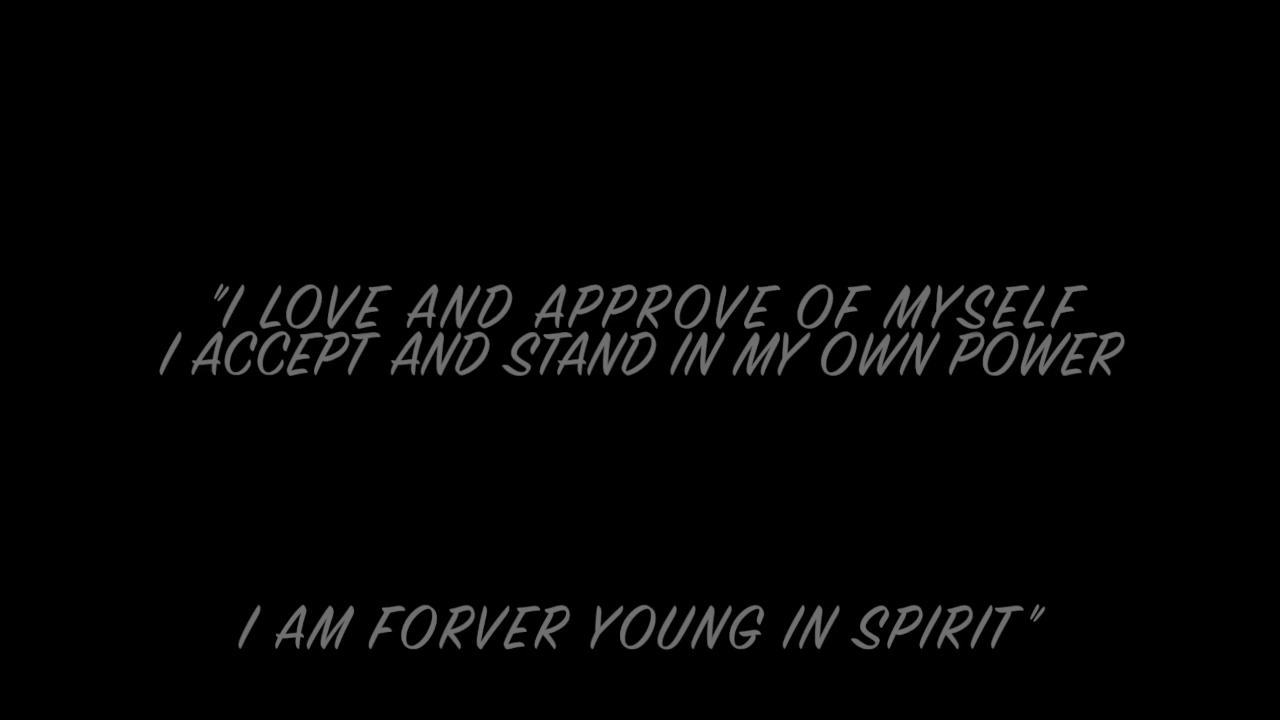 "I LOVE AND APPROVE OF MYSELF
I ACCEPT AND STAND IN MY OWN POWER
I AM FORVER YOUNG IN SPIRIT"